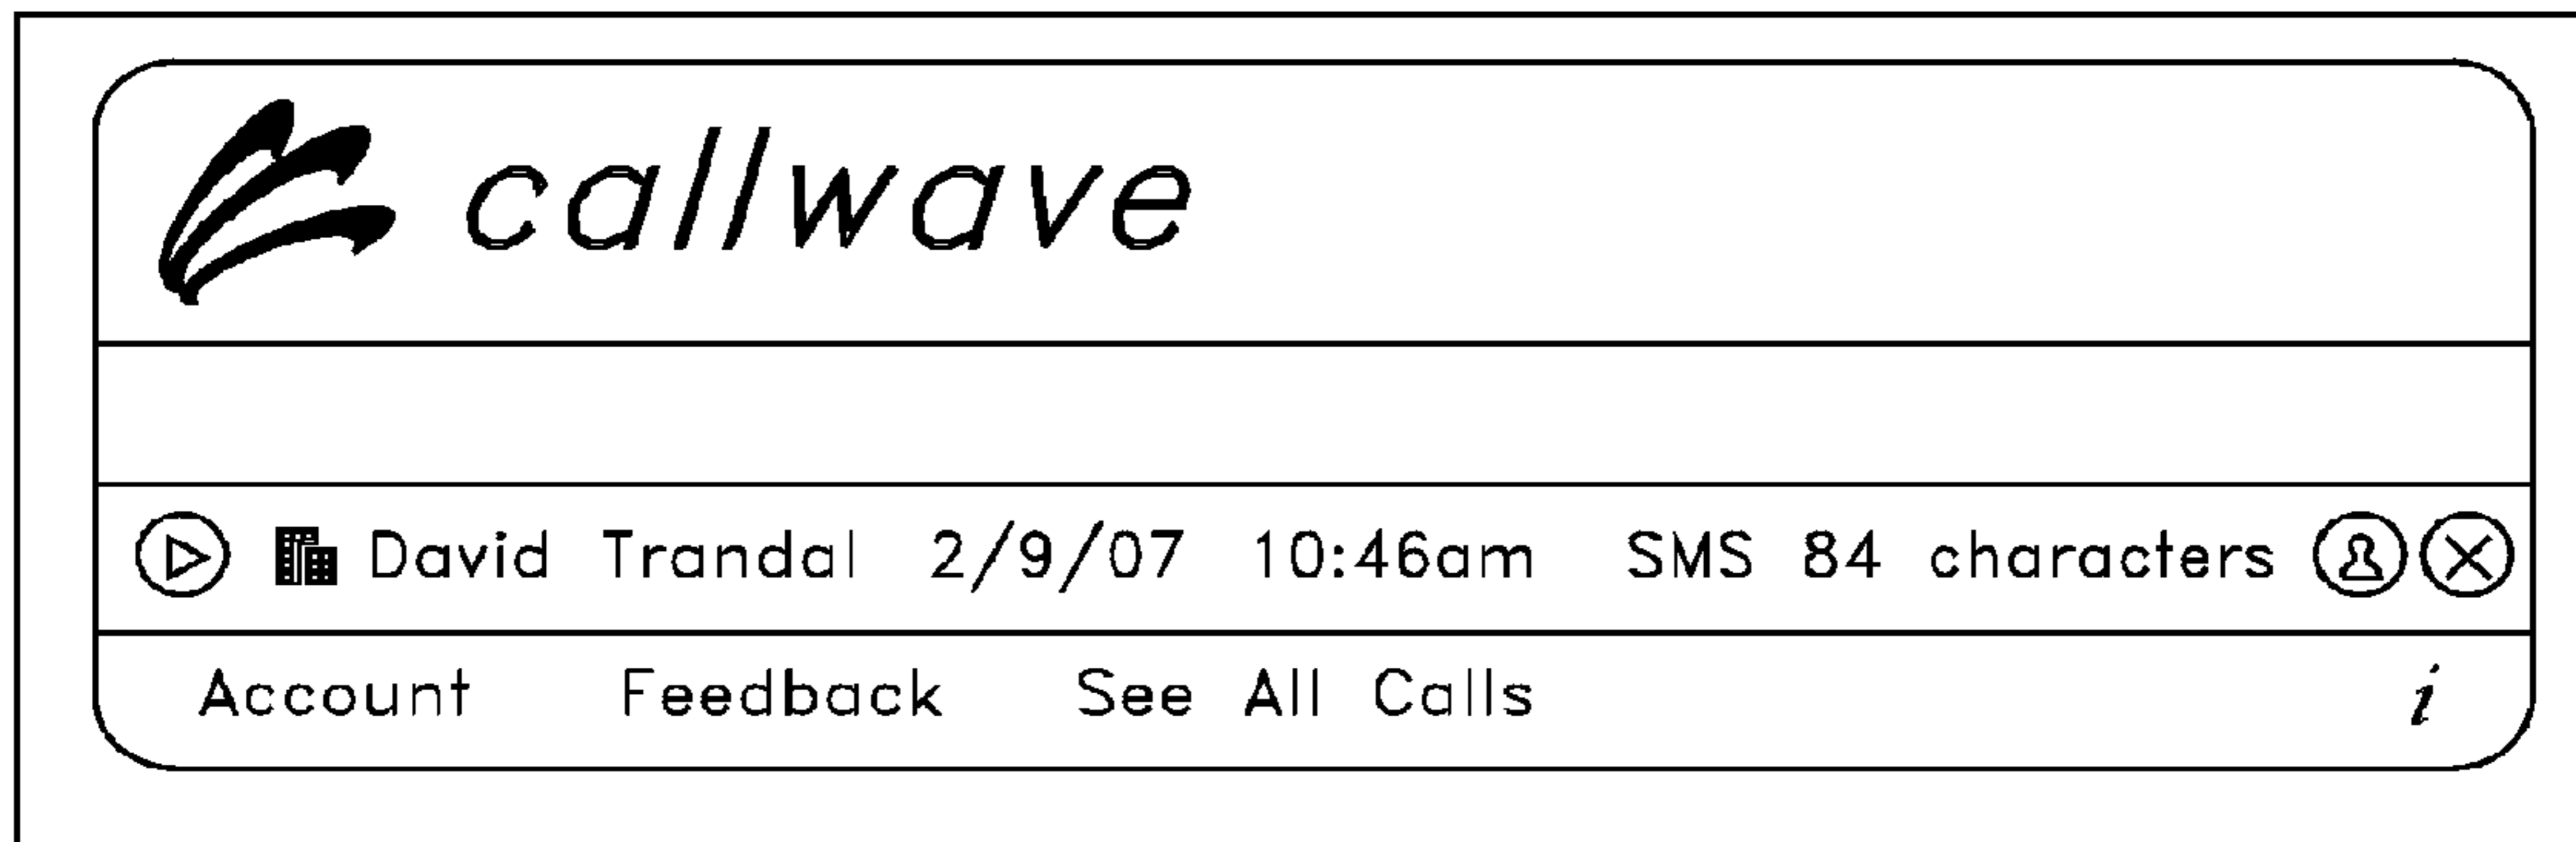 callwave
David Trandal 2/9/07 10:46am SMS 84 characters
Account Feedback See All Calls i